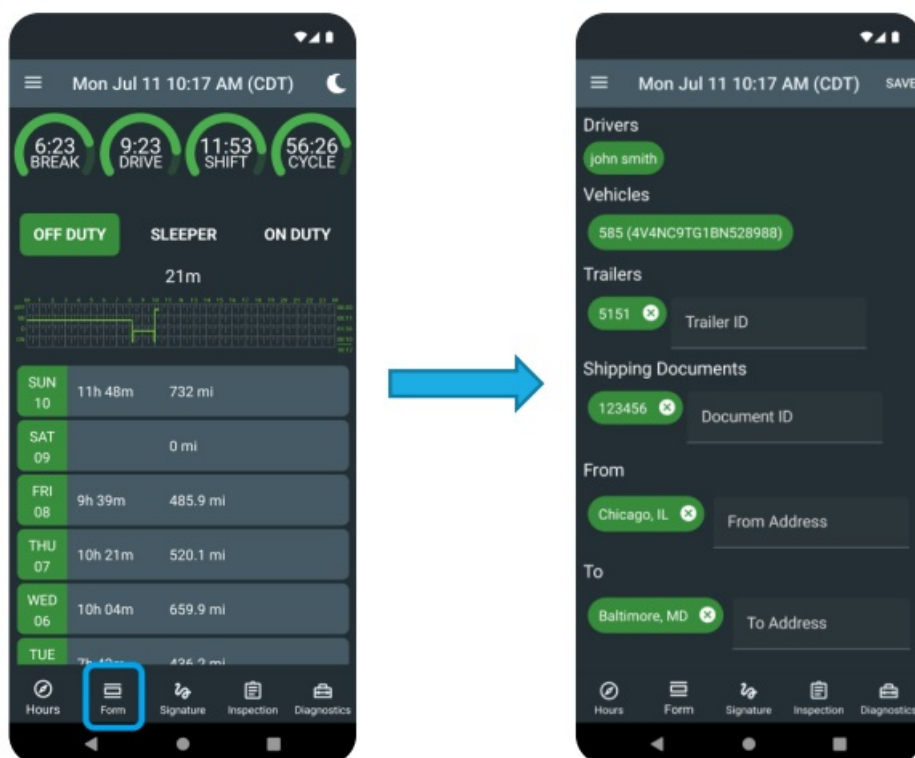 Mon Jul 11 10:17 AM (CDT)
6:23 9:23 11:53 56:26
BREAK DRIVE SHIFT CYCLE
OFF DUTY SLEEPER ON DUTY
21m
SUN
10 11h 48m 732 mi
SAT
09 0 mi
FRI
08 9h 39m 485.9 mi
THU
07 10h 21m 520.1 mi
WED
06 10h 04m 659.9 mi
TUE
Hours Form Signature Inspection Diagnostics
Mon Jul 11 10:17 AM (CDT) SAVE
Drivers
john smith
Vehicles
585 (4V4NC9TG1BN528988)
Trailers
5151 Trailer ID
Shipping Documents
123456 Document ID
From
Chicago, IL From Address
To
Baltimore, MD To Address
Hours Form Signature Inspection Diagnostics